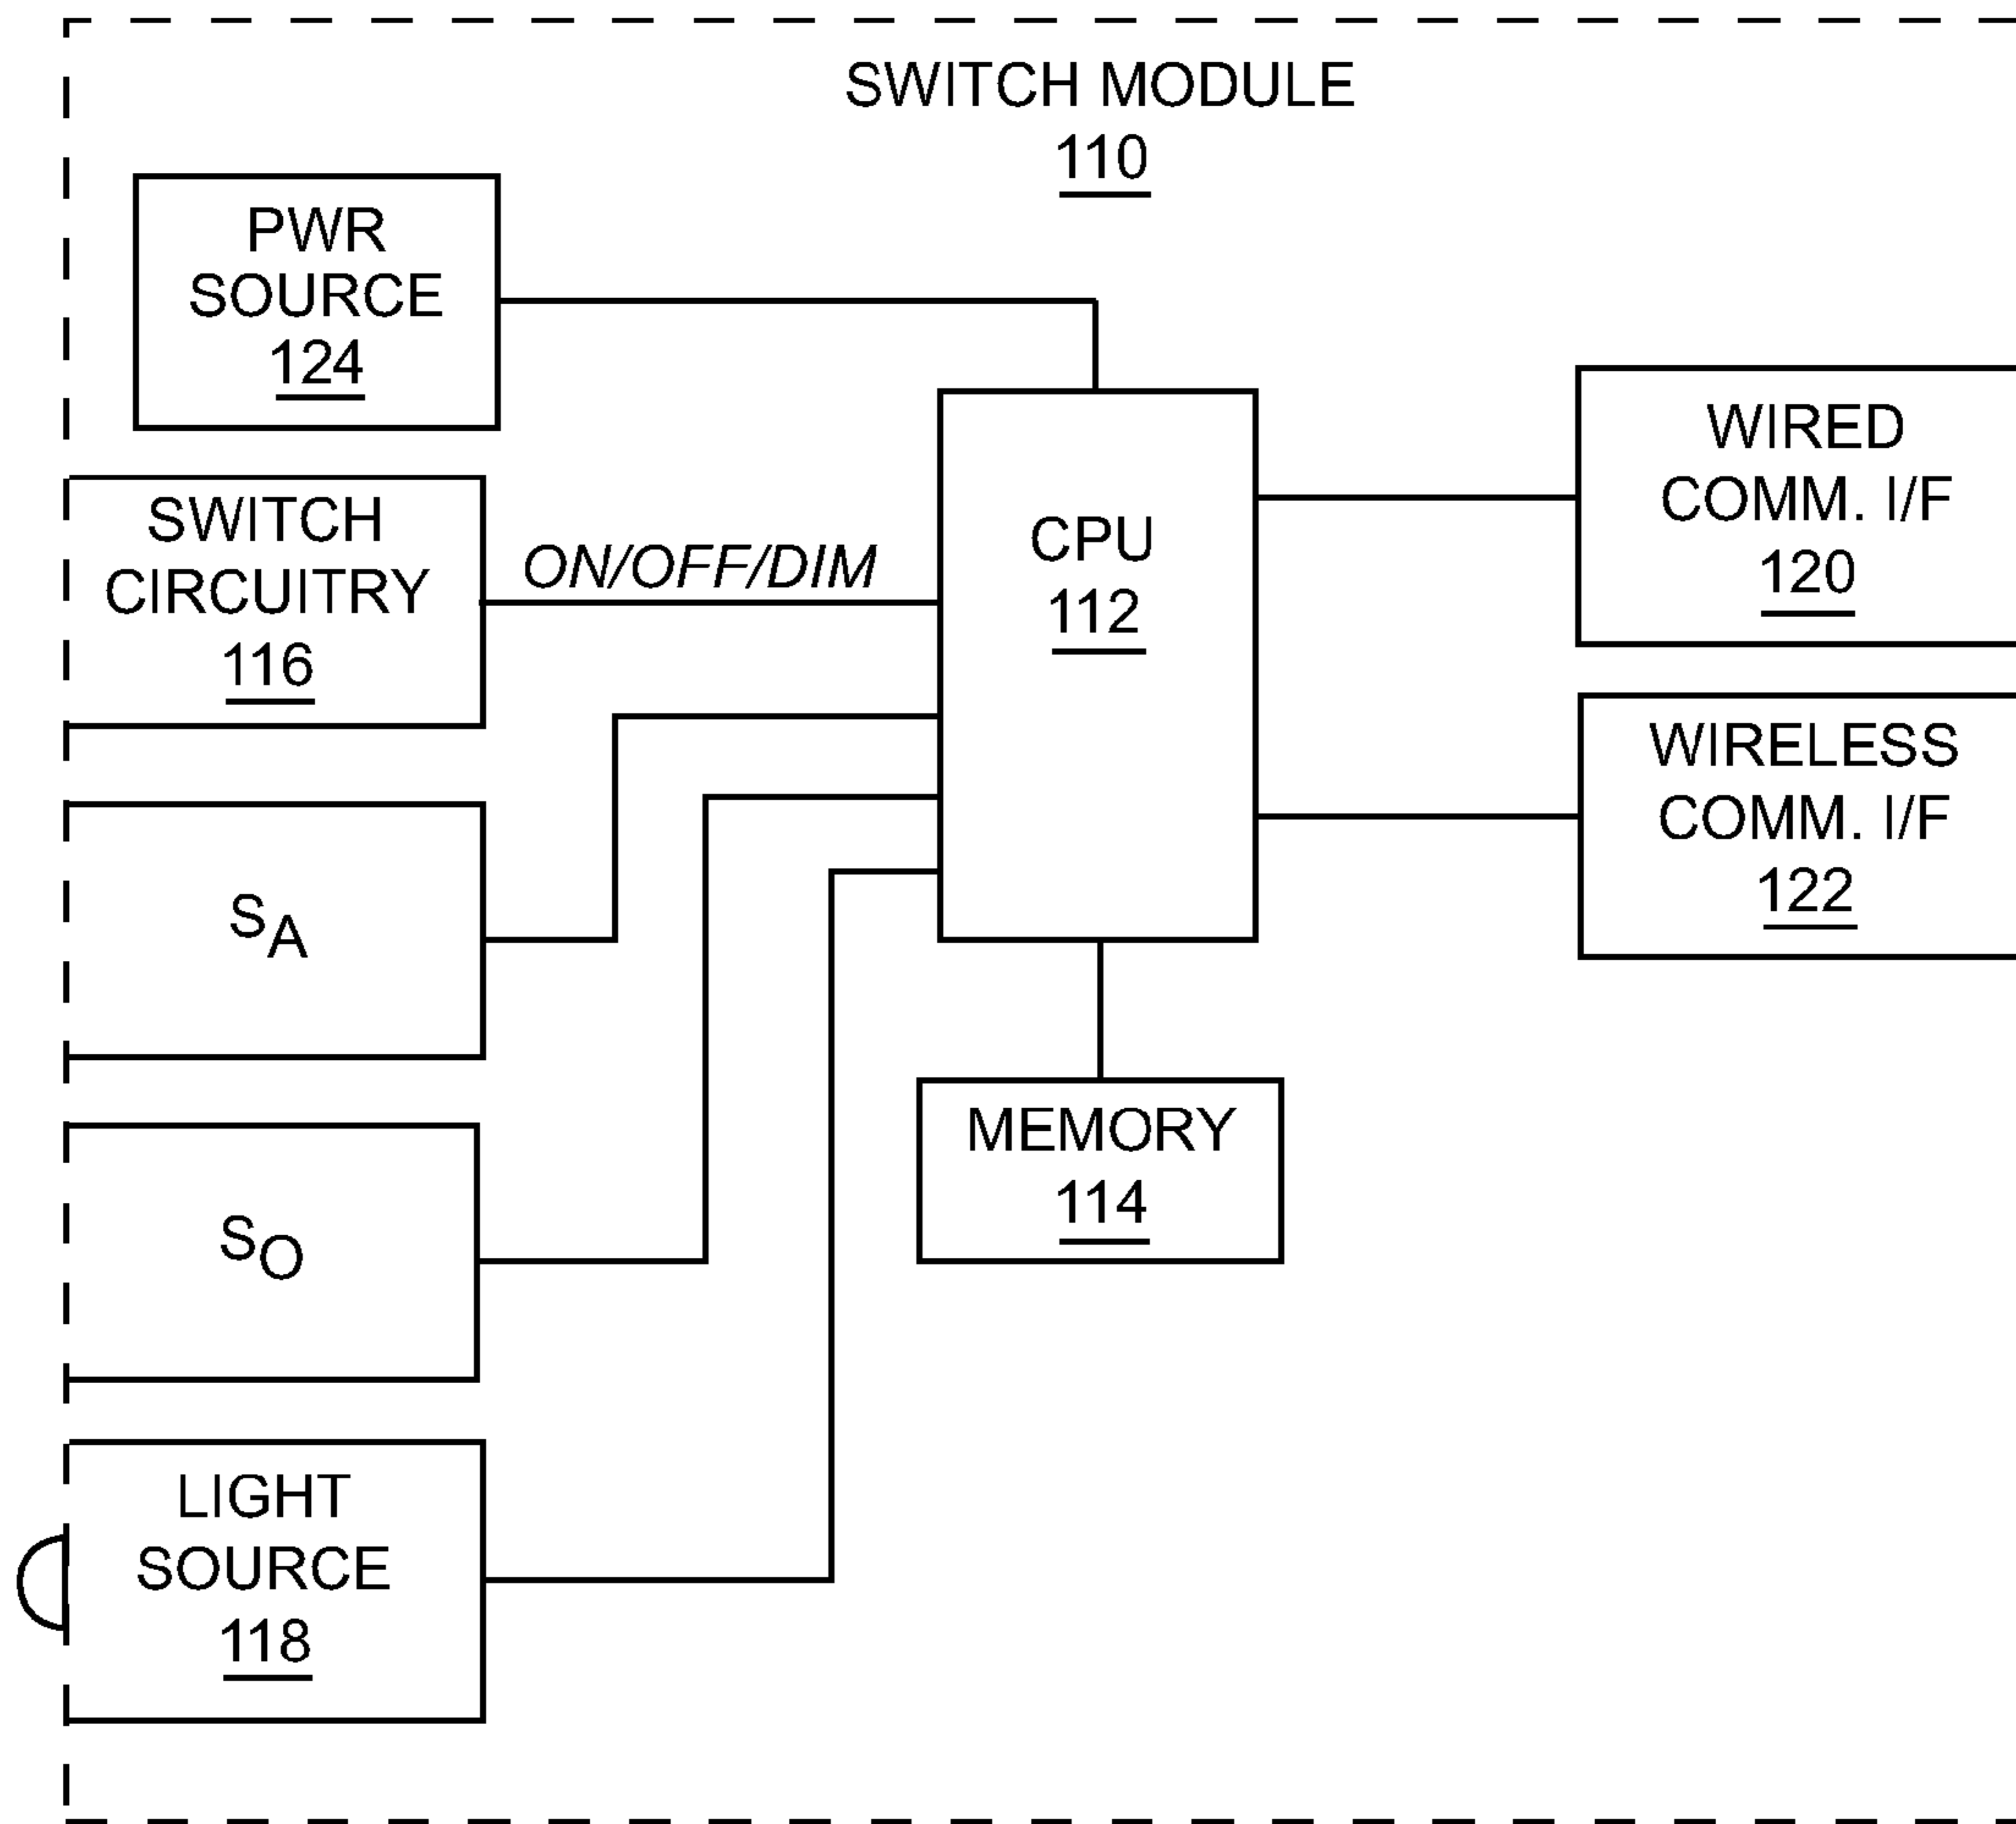 SWITCH MODULE
110
PWR
SOURCE
124
SWITCH
CIRCUITRY
116
ON/OFF/DIM
CPU
112
WIRED
COMM. I/F
120
WIRELESS
COMM. I/F
122
SA
SO
MEMORY
114
LIGHT
SOURCE
118